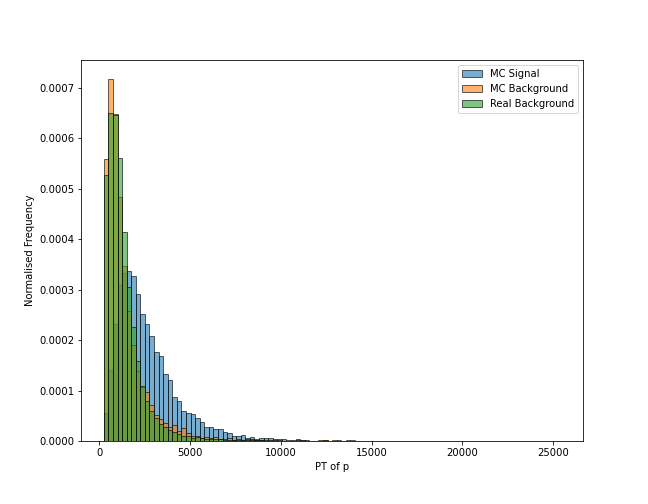 MC Signal
MC Background
Real Background
0.0007
0.0006
0.0005
0.0004
0.0003
0.0002
0.0001
0.0000
Normalised Frequency
0 5000 10000 15000 20000 25000
PT of p